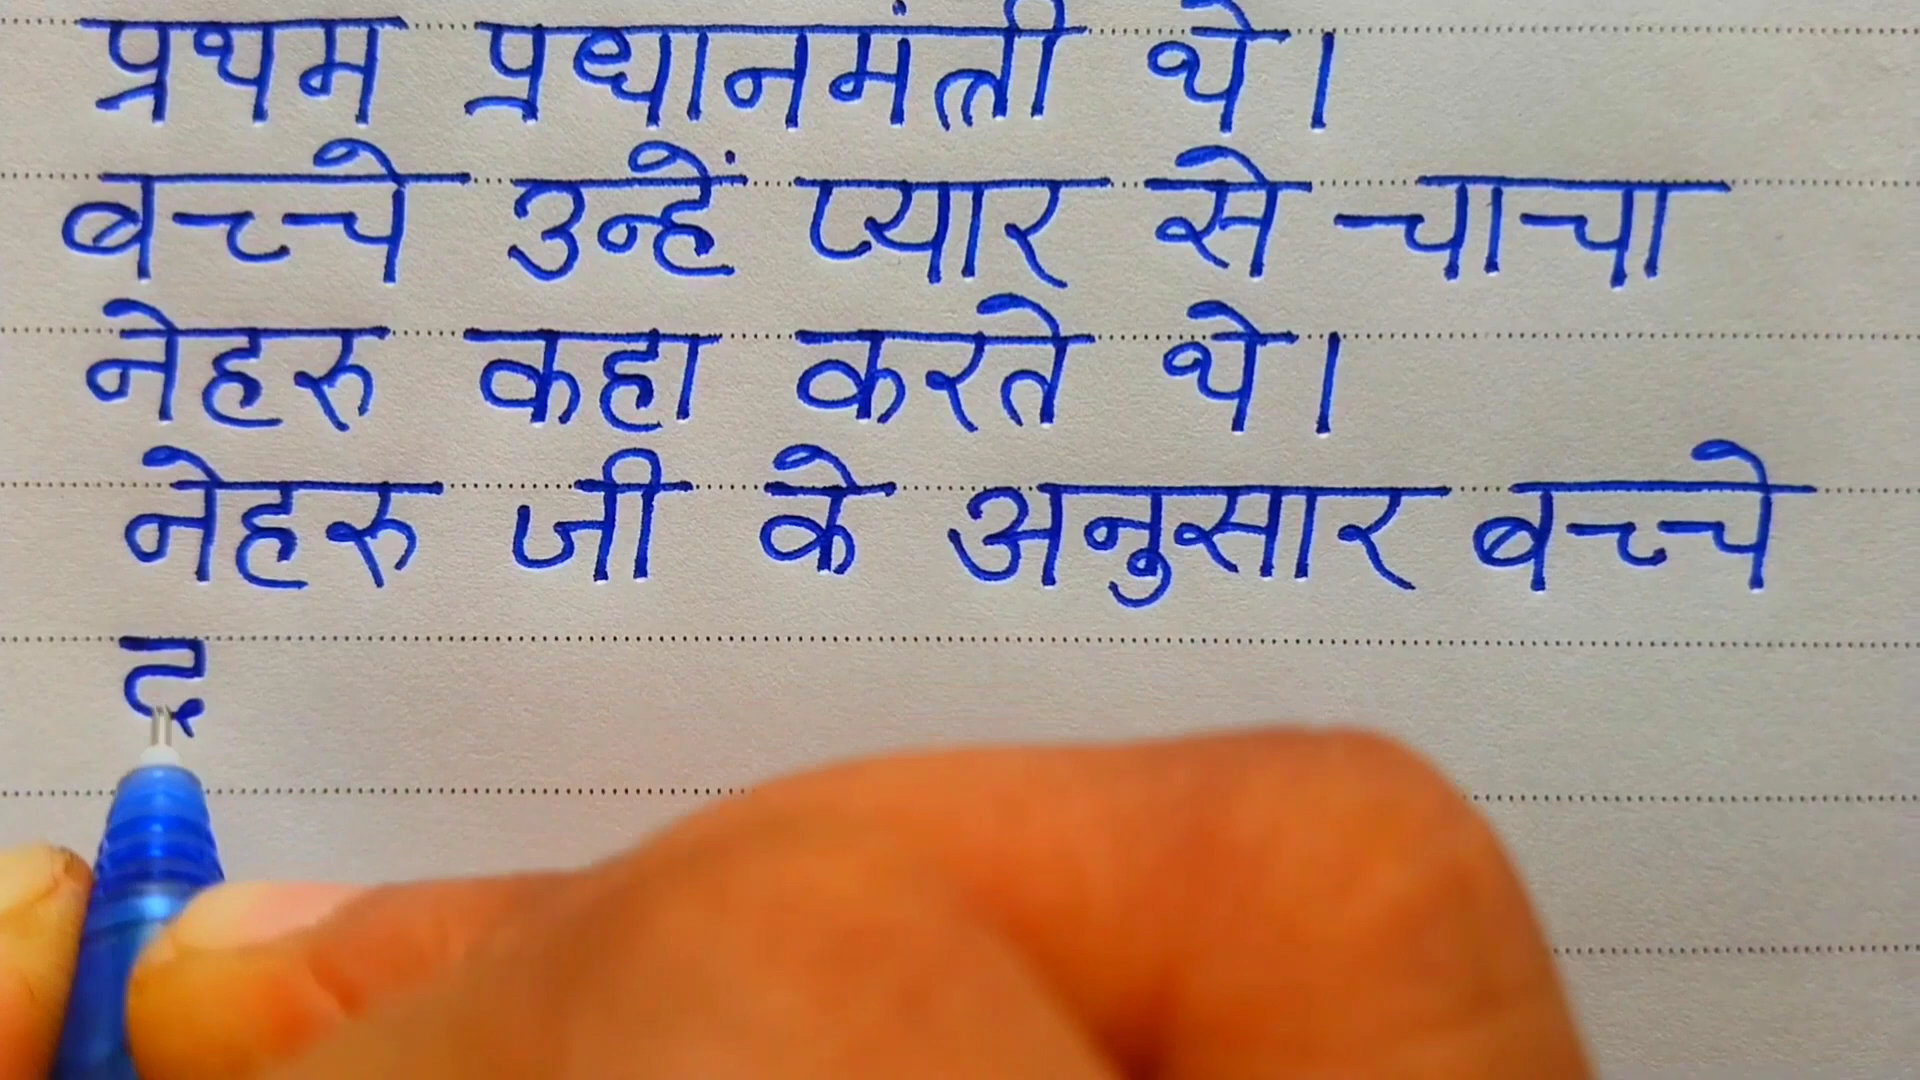 प्रथम प्रधानमंत्री थे।
बच्चे उन्हें प्यार से चाचा
नेहरु कहा करते थे।
नेहरु जी के अनुसार बच्चे
द